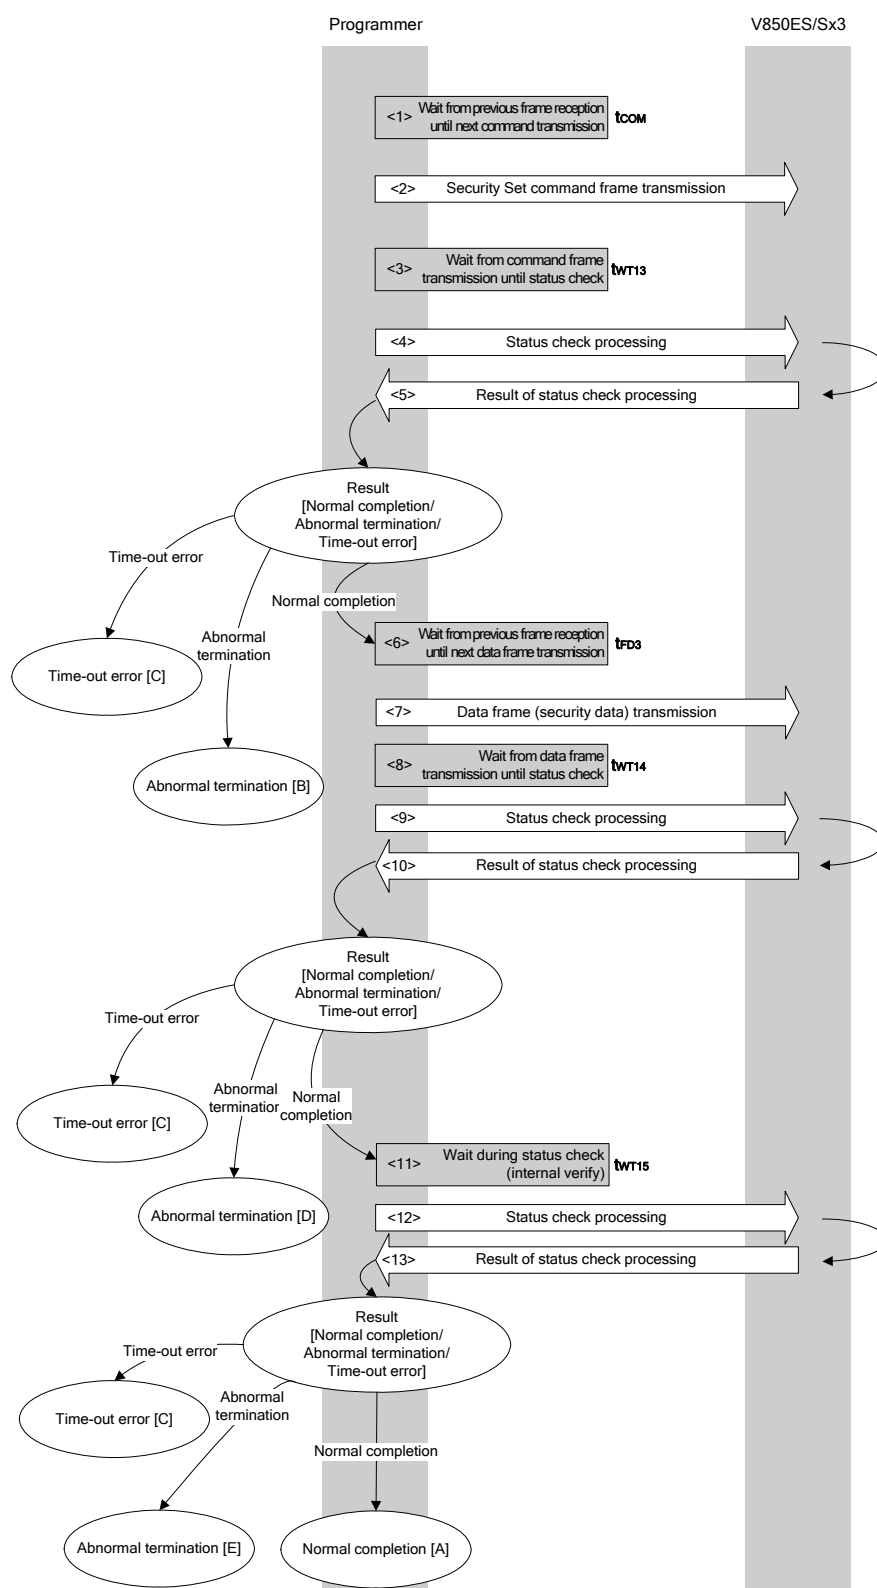 Programmer
V850ES/Sx3
<1> Wait from previous frame reception
until next command transmission
tCOM
<2> Security Set command frame transmission
<3> Wait from command frame
transmission until status check
tWT13
<4> Status check processing
<5> Result of status check processing
Result
[Normal completion/
Abnormal termination/
Time-out error]
Time-out error
Abnormal
termination
Normal completion
Time-out error [C]
Abnormal termination [B]
<6> Wait from previous frame reception
until next data frame transmission
tFD3
<7> Data frame (security data) transmission
<8> Wait from data frame
transmission until status check
tWT14
<9> Status check processing
<10> Result of status check processing
Result
[Normal completion/
Abnormal termination/
Time-out error]
Time-out error
Abnormal
termination
Normal
completion
Time-out error [C]
Abnormal termination [D]
<11> Wait during status check
(internal verify)
tWT15
<12> Status check processing
<13> Result of status check processing
Result
[Normal completion/
Abnormal termination/
Time-out error]
Time-out error
Abnormal
termination
Normal completion
Time-out error [C]
Abnormal termination [E]
Normal completion [A]